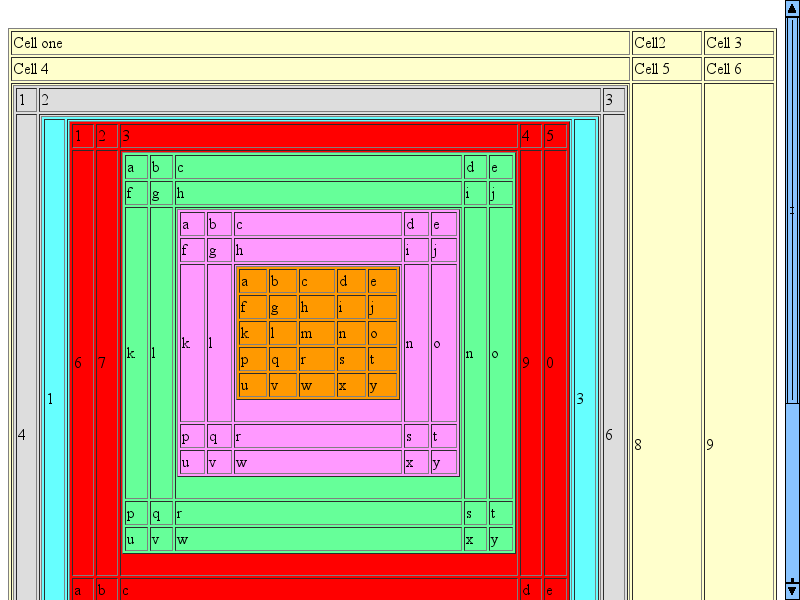 Cell one Cell2 Cell 3
Cell 4 Cell 5 Cell 6
1 2 3
1 2 3 4 5
a b c d e
f g h i j
a b c d e
f g h i j
a b c d e
f g h i j
k l m n o
k l n o
k l n o
6 7 9 0
p q r s t
u v w x y
1 3
4 6
8 9
p q r s t
u v w x y
p q r s t
u v w x y
a b c d e